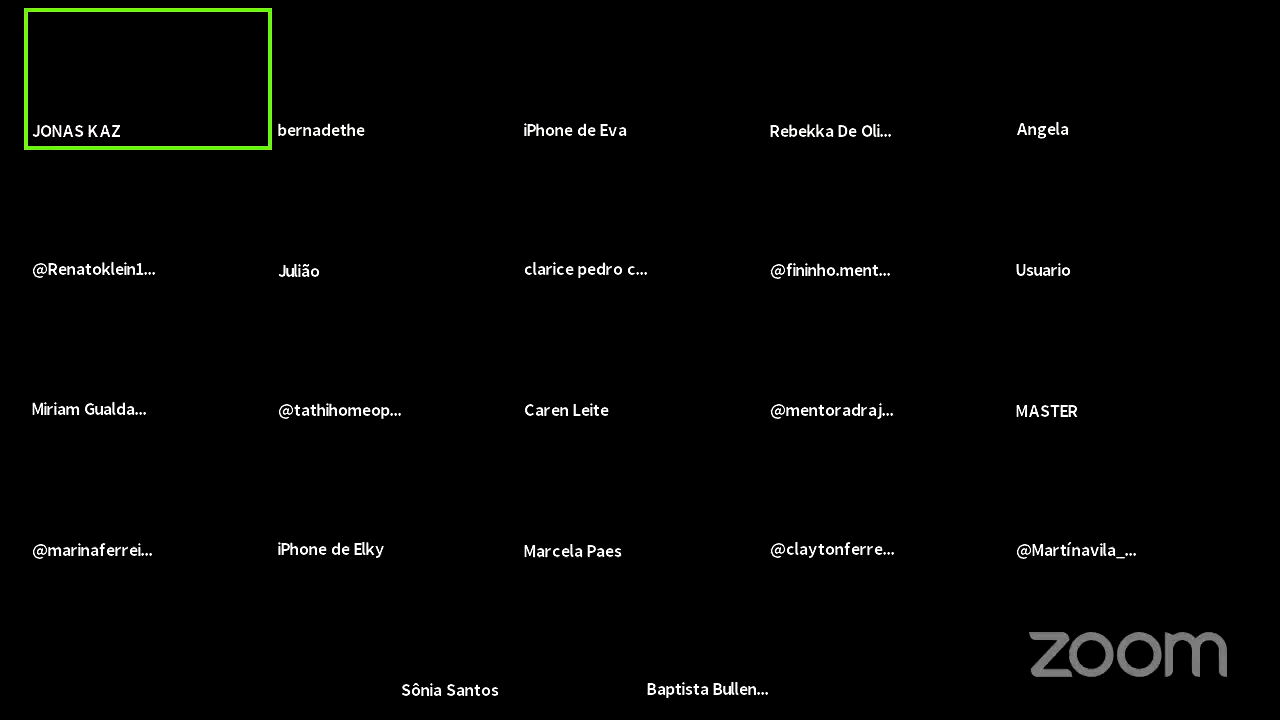 JONAS KAZ
bernadethe
iPhone de Eva
Rebekka De Oli...
Angela
@Renatoklein1...
Julião
clarice pedro c...
@fininho.ment...
Usuario
Miriam Gualda...
@tathihomeop...
Caren Leite
@mentoradraj...
MASTER
@marinaferrei...
iPhone de Elky
Marcela Paes
@claytonferre...
@Martínavila_...
Sônia Santos
Baptista Bullen...
zoom